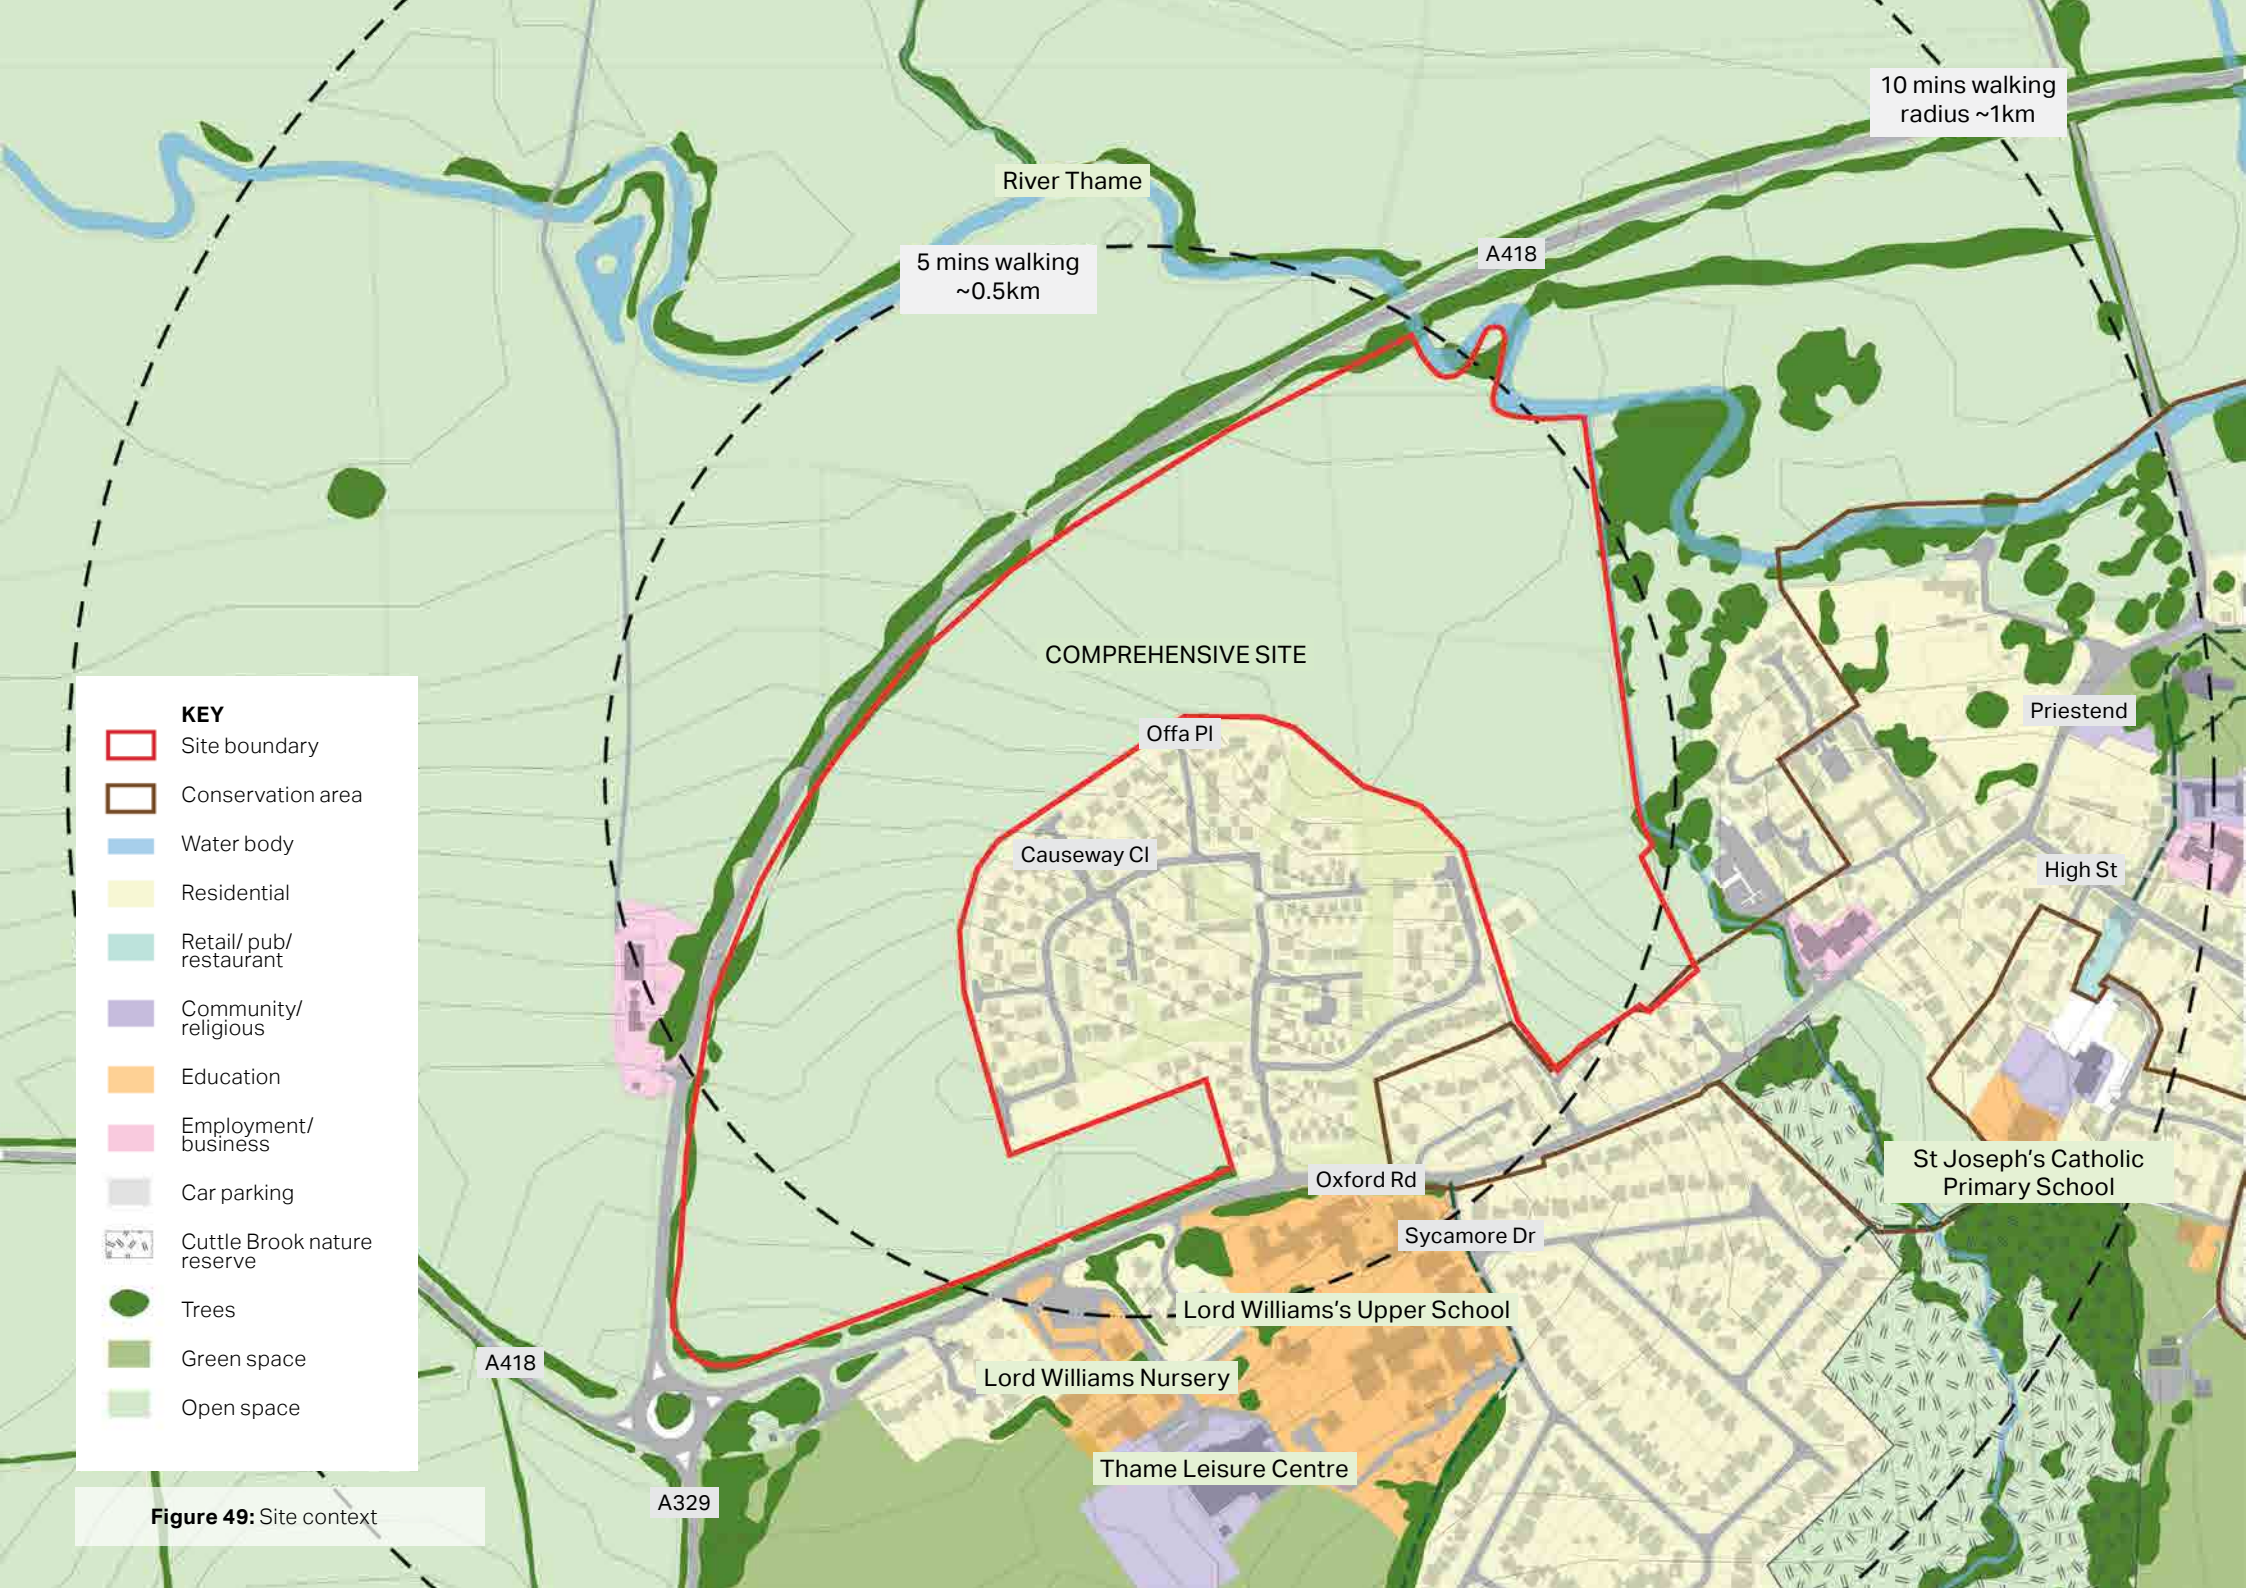 10 mins walking
radius ~1km
River Thame
A418
5 mins walking
~0.5km
COMPREHENSIVE SITE
Offa Pl
Priestend
Causeway Cl
High St
KEY
Site boundary
Conservation area
Water body
Residential
Retail/ pub/
restaurant
Community/
religious
Education
Employment/
business
Car parking
Cuttle Brook nature
reserve
Trees
Green space
Open space
St Joseph's Catholic
Primary School
Oxford Rd
Sycamore Dr
Lord Williams's Upper School
A418
Lord Williams Nursery
Thame Leisure Centre
A329
Figure 49: Site context